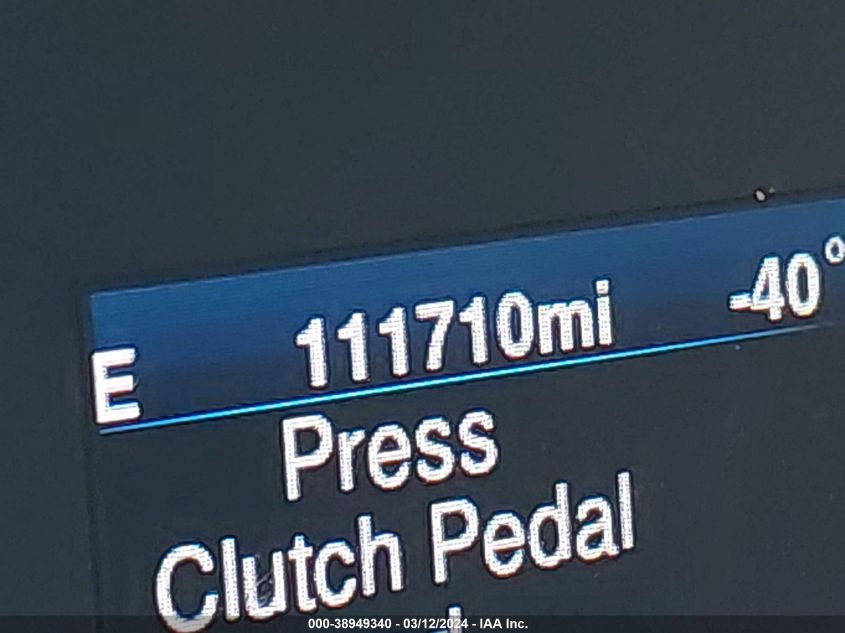 E 111710mi -40°
Press
Clutch Pedal
000-38949340 - 03/12/2024 - IAA Inc.